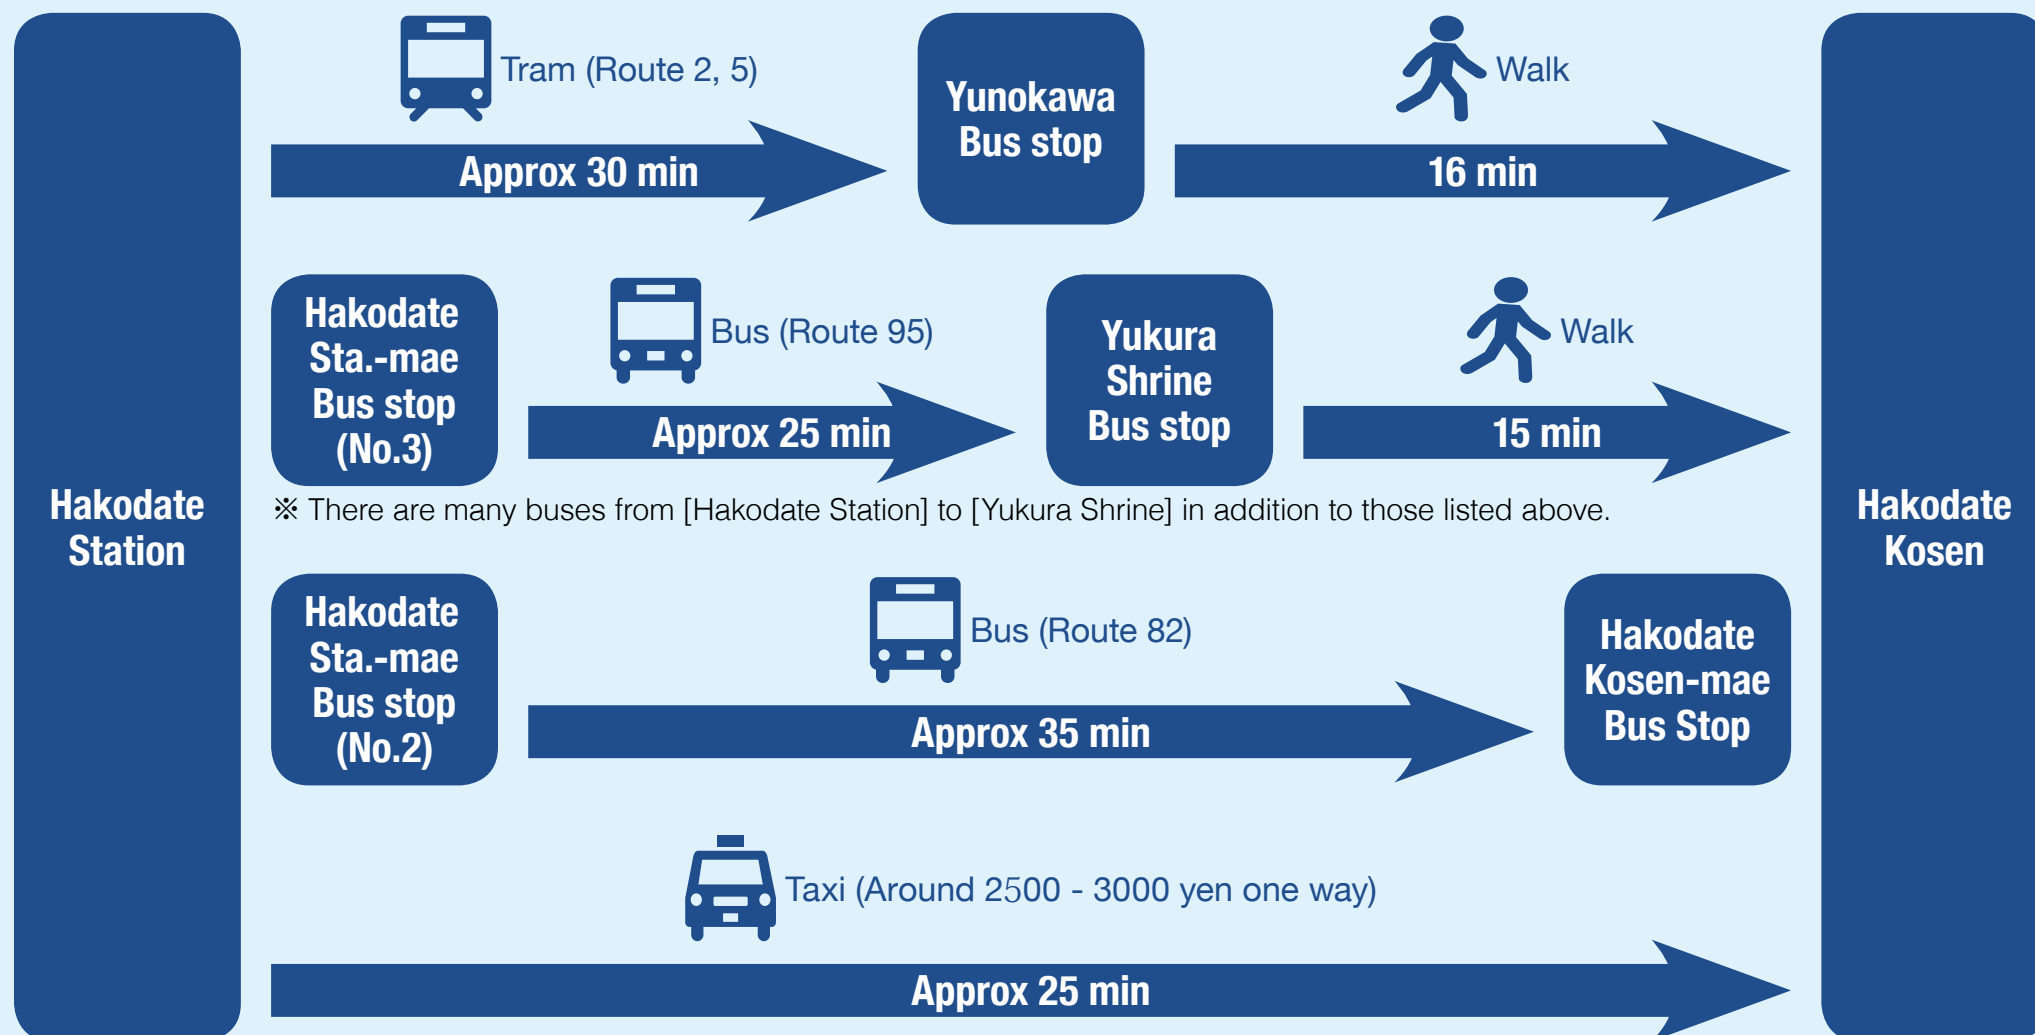 Hakodate
Station
Tram (Route 2, 5)
Approx 30 min
Yunokawa
Bus stop
Walk
16 min
Hakodate
Sta.-mae
Bus stop
(No.3)
Bus (Route 95)
Approx 25 min
Yukura
Shrine
Bus stop
Walk
15 min
※ There are many buses from [Hakodate Station] to [Yukura Shrine] in addition to those listed above.
Hakodate
Sta.-mae
Bus stop
(No.2)
Bus (Route 82)
Approx 35 min
Hakodate
Kosen-mae
Bus Stop
Taxi (Around 2500 - 3000 yen one way)
Approx 25 min
Hakodate
Kosen